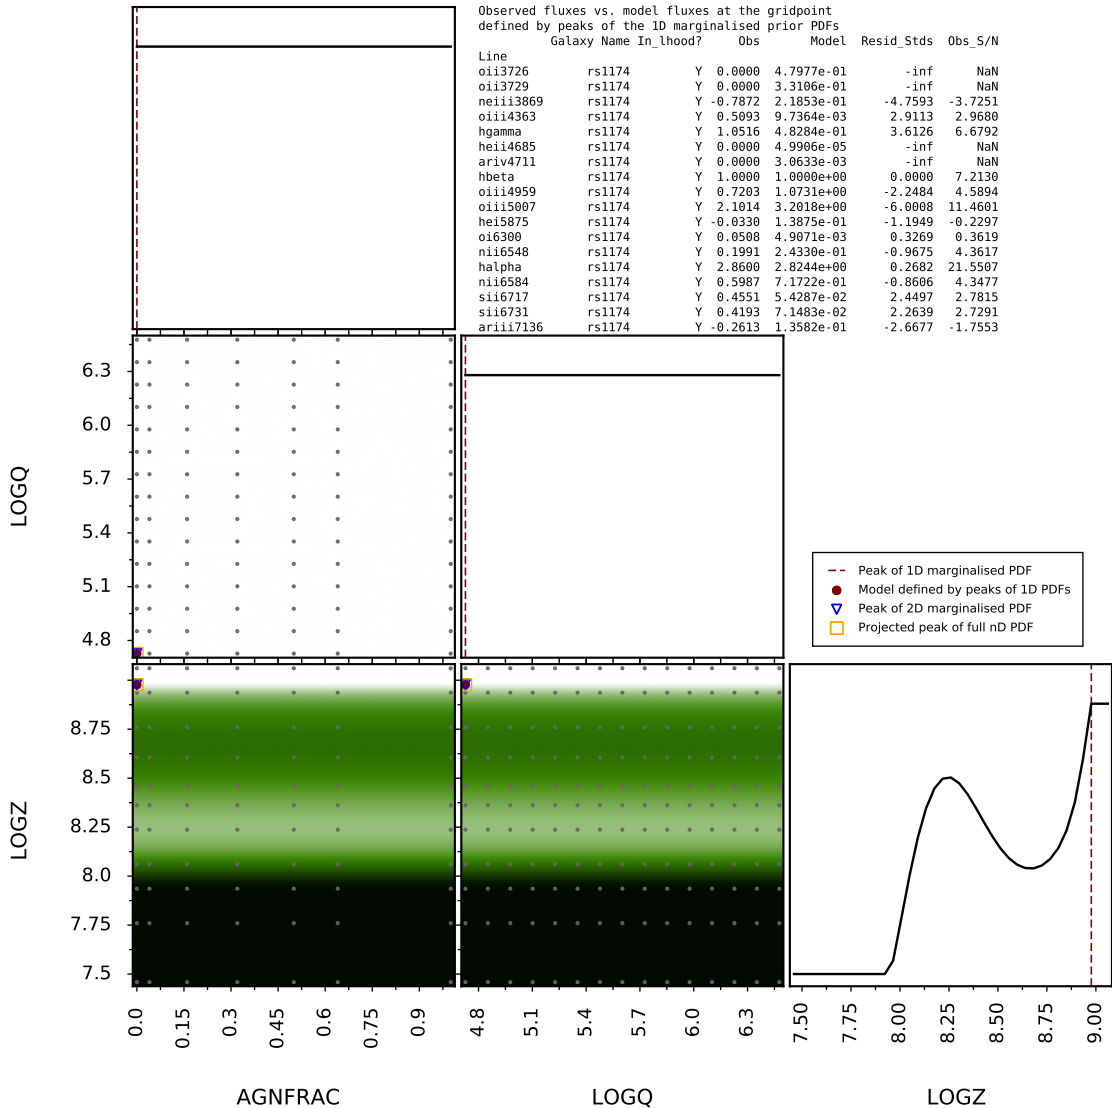 Observed fluxes vs. model fluxes at the gridpoint
defined by peaks of the 1D marginalised prior PDFs
Galaxy Name In_lhood? Obs Model Resid_Stds Obs_S/N
Line
oii3726 rs1174 Y 0.0000 4.7977e-01 -inf NaN
oii3729 rs1174 Y 0.0000 3.3106e-01 -inf NaN
neiii3869 rs1174 Y -0.7872 2.1853e-01 -4.7593 -3.7251
oiii4363 rs1174 Y 0.5093 9.7364e-03 2.9113 2.9680
hgamma rs1174 Y 1.0516 4.8284e-01 3.6126 6.6792
heii4685 rs1174 Y 0.0000 4.9906e-05 -inf NaN
ariv4711 rs1174 Y 0.0000 3.0633e-03 -inf NaN
hbeta rs1174 Y 1.0000 1.0000e+00 0.0000 7.2130
oiii4959 rs1174 Y 0.7203 1.0731e+00 -2.2484 4.5894
oiii5007 rs1174 Y 2.1014 3.2018e+00 -6.0008 11.4601
hei5875 rs1174 Y -0.0330 1.3875e-01 -1.1949 -0.2297
oi6300 rs1174 Y 0.0508 4.9071e-03 0.3269 0.3619
nii6548 rs1174 Y 0.1991 2.4330e-01 -0.9675 4.3617
halpha rs1174 Y 2.8600 2.8244e+00 0.2682 21.5507
nii6584 rs1174 Y 0.5987 7.1722e-01 -0.8606 4.3477
sii6717 rs1174 Y 0.4551 5.4287e-02 2.4497 2.7815
sii6731 rs1174 Y 0.4193 7.1483e-02 2.2639 2.7291
ariii7136 rs1174 Y -0.2613 1.3582e-01 -2.6677 -1.7553
6.3
6.0
5.7
5.4
5.1
4.8
LOGQ
Peak of 1D marginalised PDF
Model defined by peaks of 1D PDFs
Peak of 2D marginalised PDF
Projected peak of full nD PDF
8.75
8.5
8.25
8.0
7.75
7.5
LOGZ
0.0 0.15 0.3 0.45 0.6 0.75 0.9
4.8 5.1 5.4 5.7 6.0 6.3
7.50 7.75 8.00 8.25 8.50 8.75 9.00
AGNFRAC LOGQ LOGZ